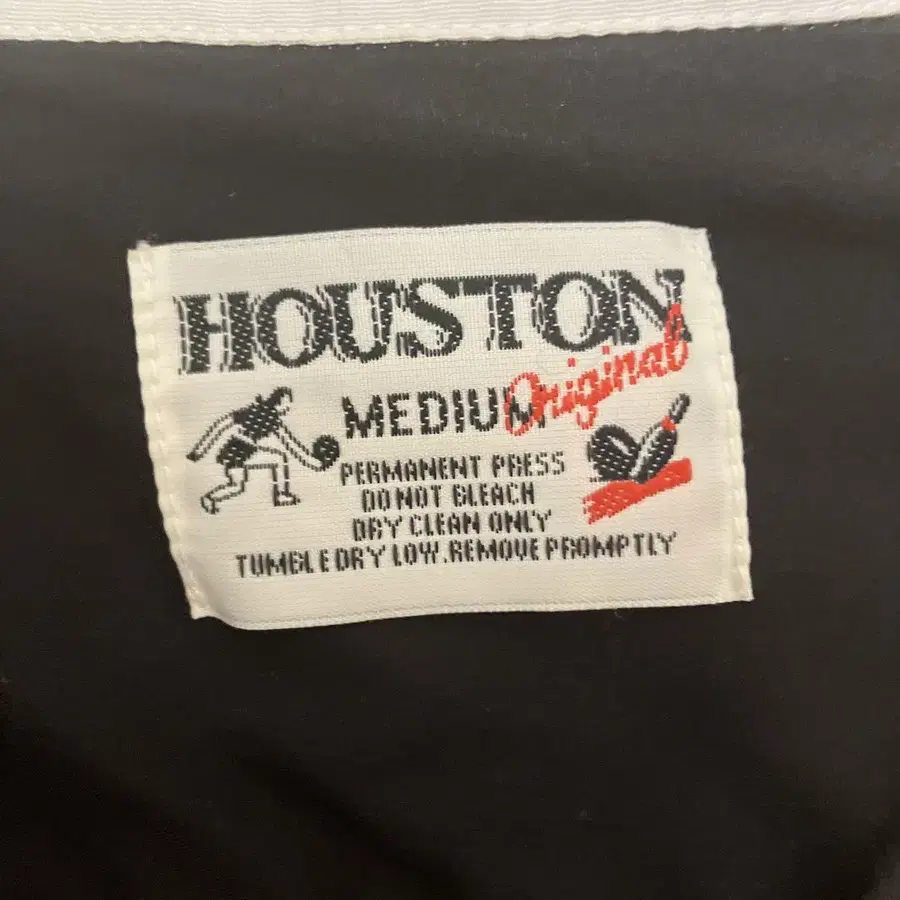 HOUSTON
Original
MEDIUM
PERMANENT PRESS
DO NOT BLEACH
DRY CLEAN ONLY
TUMBLE DRY LOW. REMOVE PROMPTLY